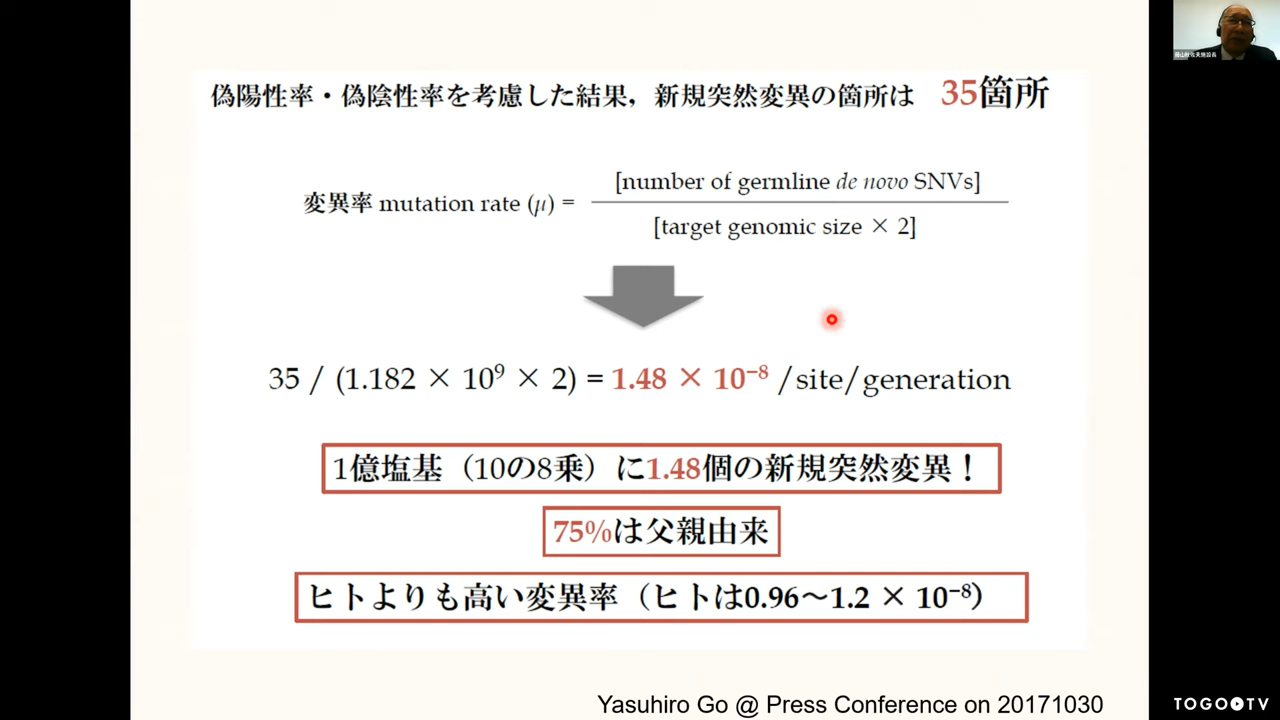 偽陽性率・偽陰性率を考慮した結果，新規突然変異の箇所は 35箇所
変異率 mutation rate (μ) = [number of germline de novo SNVs] / [target genomic size × 2]
35 / (1.182 × 10⁹ × 2) = 1.48 × 10⁻⁸ /site/generation
1億塩基（10の8乗）に1.48個の新規突然変異！
75%は父親由来
ヒトよりも高い変異率（ヒトは0.96〜1.2 × 10⁻⁸）
Yasuhiro Go @ Press Conference on 20171030
TOGOTV